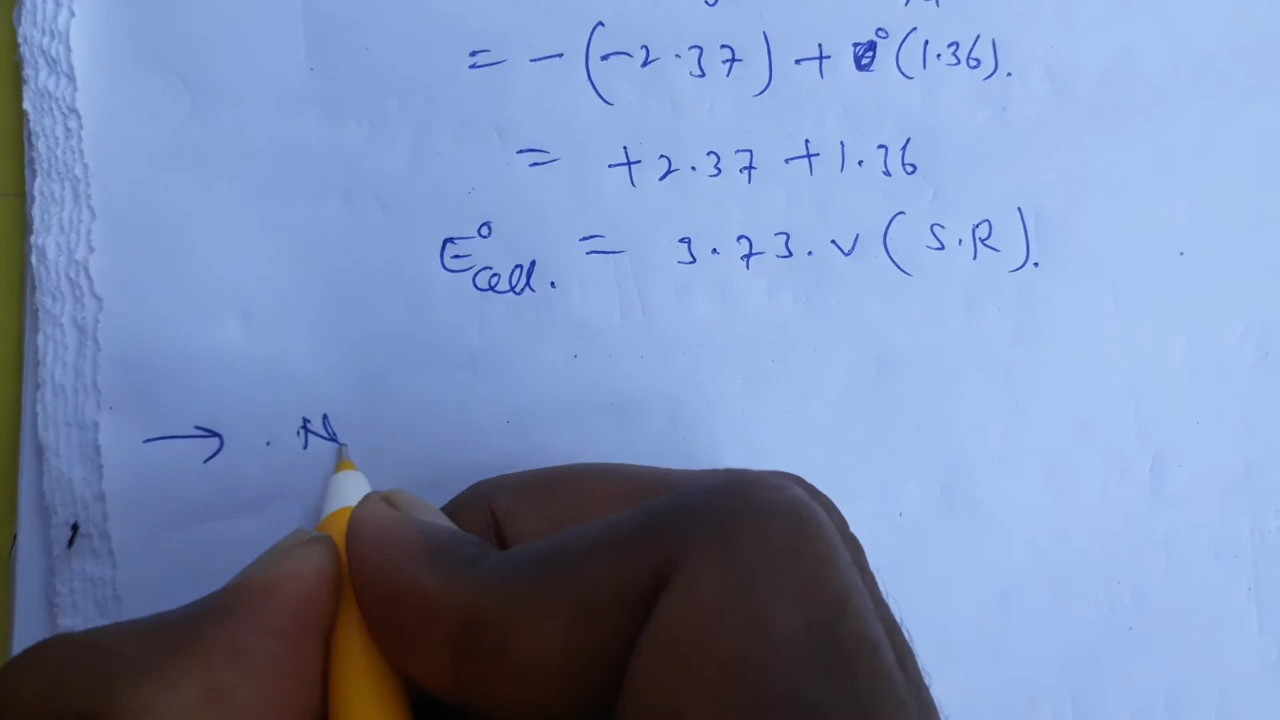 = - (-2.37) + (1.36).
= +2.37 + 1.36
E°cell. = 3.73. v (S.R).
→ . N